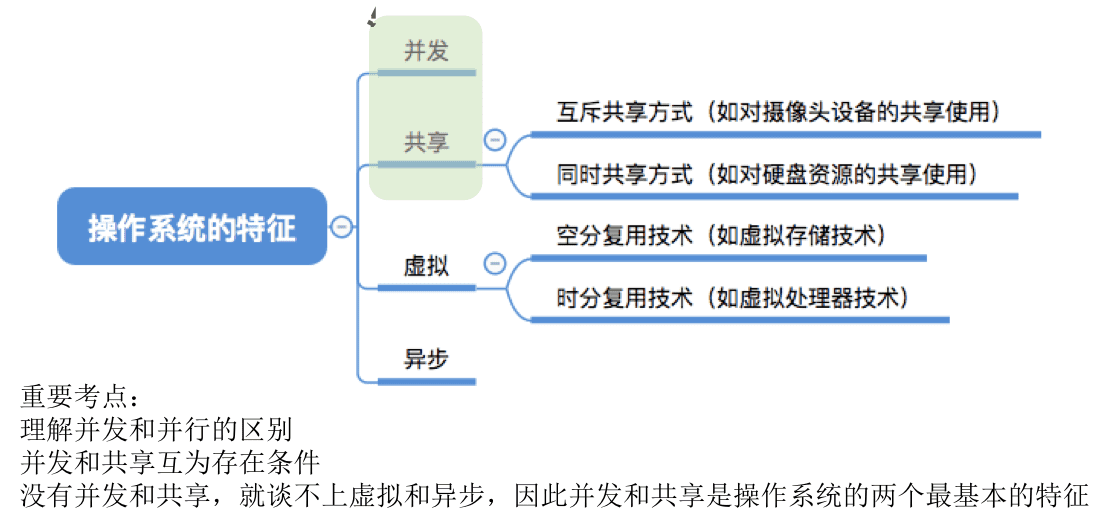 并发
共享
互斥共享方式（如对摄像头设备的共享使用）
同时共享方式（如对硬盘资源的共享使用）
操作系统的特征
虚拟
空分复用技术（如虚拟存储技术）
时分复用技术（如虚拟处理器技术）
异步
重要考点：
理解并发和并行的区别
并发和共享互为存在条件
没有并发和共享，就谈不上虚拟和异步，因此并发和共享是操作系统的两个最基本的特征